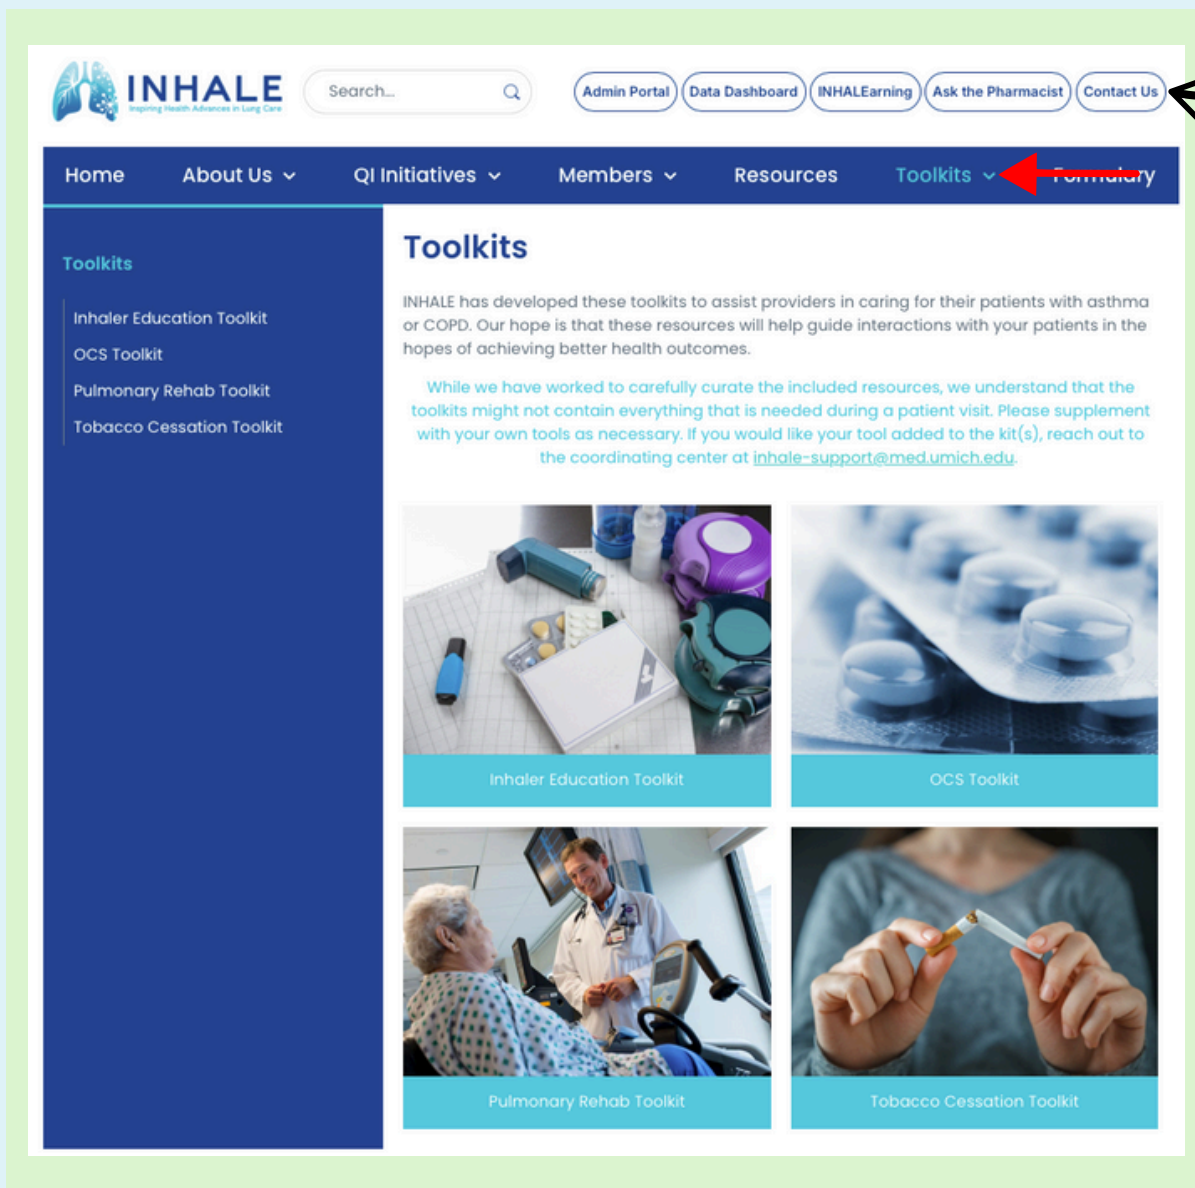 INHALE
Inspiring Health Advances in Lung Care
Search...
Admin Portal
Data Dashboard
INHALEarning
Ask the Pharmacist
Contact Us
Home
About Us
QI Initiatives
Members
Resources
Toolkits
Formulary
Toolkits
Inhaler Education Toolkit
OCS Toolkit
Pulmonary Rehab Toolkit
Tobacco Cessation Toolkit
Toolkits
INHALE has developed these toolkits to assist providers in caring for their patients with asthma
or COPD. Our hope is that these resources will help guide interactions with your patients in the
hopes of achieving better health outcomes.
While we have worked to carefully curate the included resources, we understand that the
toolkits might not contain everything that is needed during a patient visit. Please supplement
with your own tools as necessary. If you would like your tool added to the kit(s), reach out to
the coordinating center at inhale-support@med.umich.edu.
Inhaler Education Toolkit
OCS Toolkit
Pulmonary Rehab Toolkit
Tobacco Cessation Toolkit